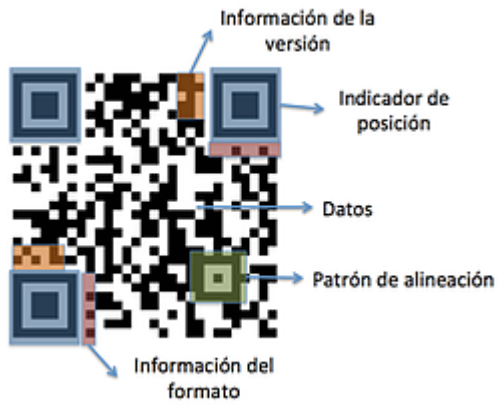 Información de la
versión
Indicador de
posición
Datos
Patrón de alineación
Información del
formato